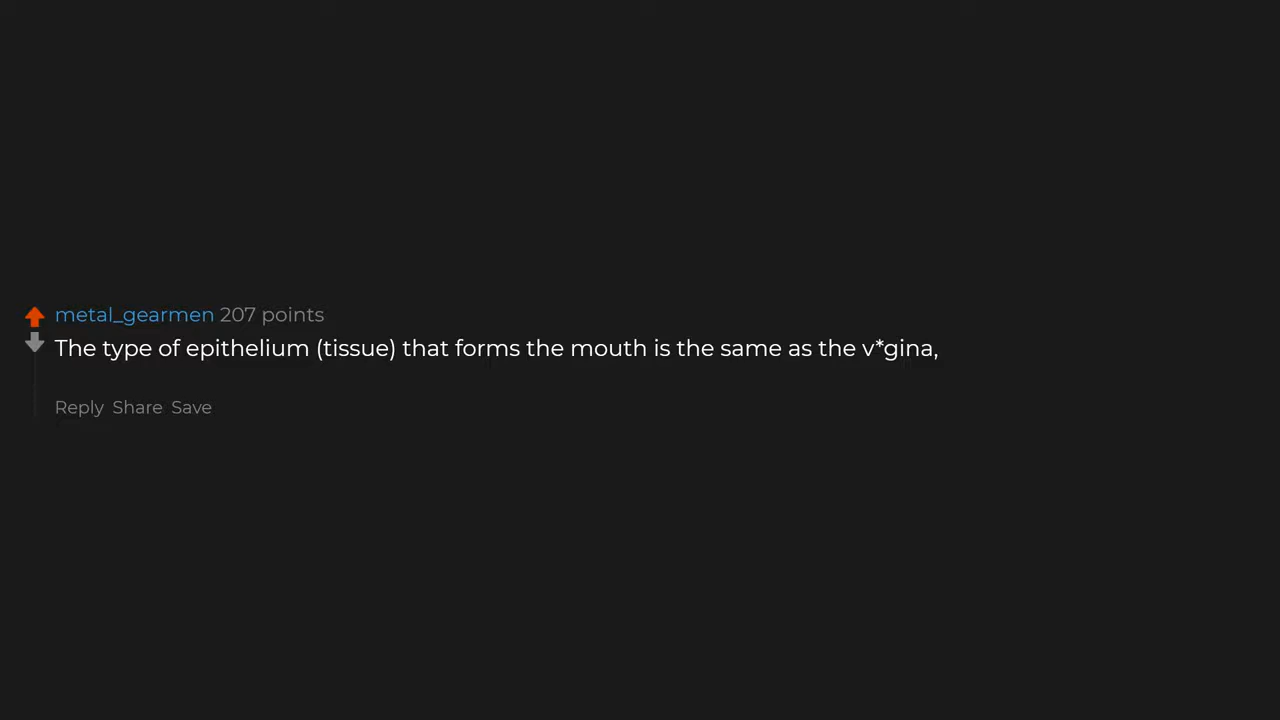 metal_gearmen 207 points
The type of epithelium (tissue) that forms the mouth is the same as the v*gina,
Reply Share Save